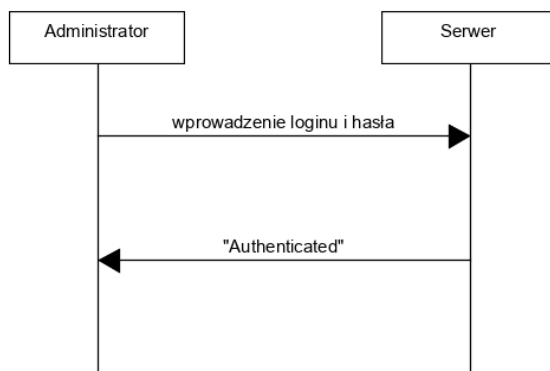 Administrator
Serwer
wprowadzenie loginu i hasła
"Authenticated"